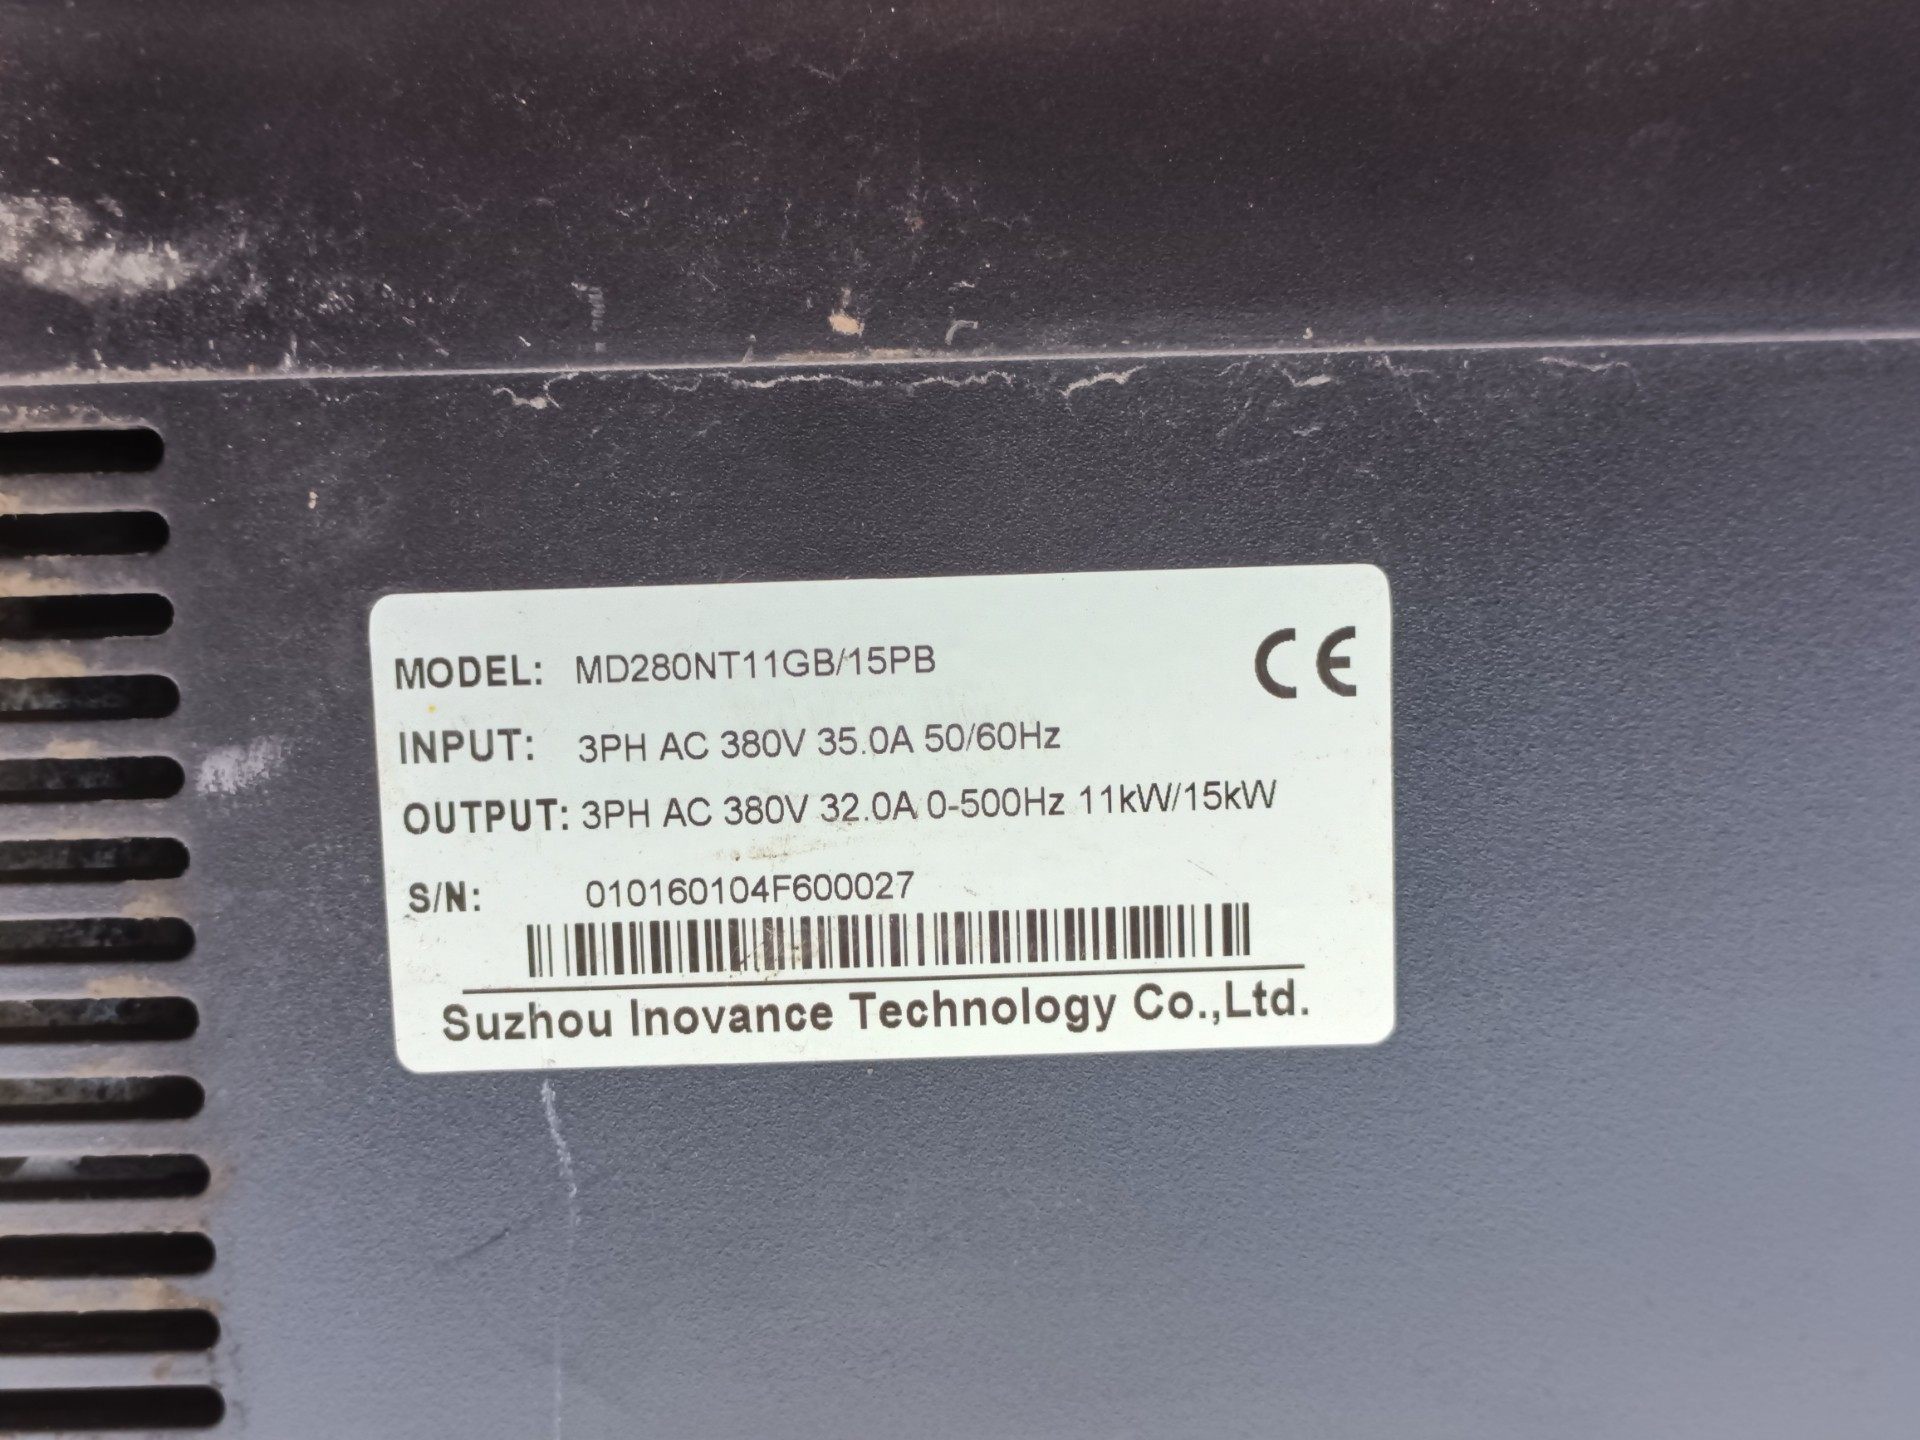 MODEL: MD280NT11GB/15PB CE
INPUT: 3PH AC 380V 35.0A 50/60Hz
OUTPUT: 3PH AC 380V 32.0A 0-500Hz 11kW/15kW
S/N: 010160104F600027
Suzhou Inovance Technology Co.,Ltd.